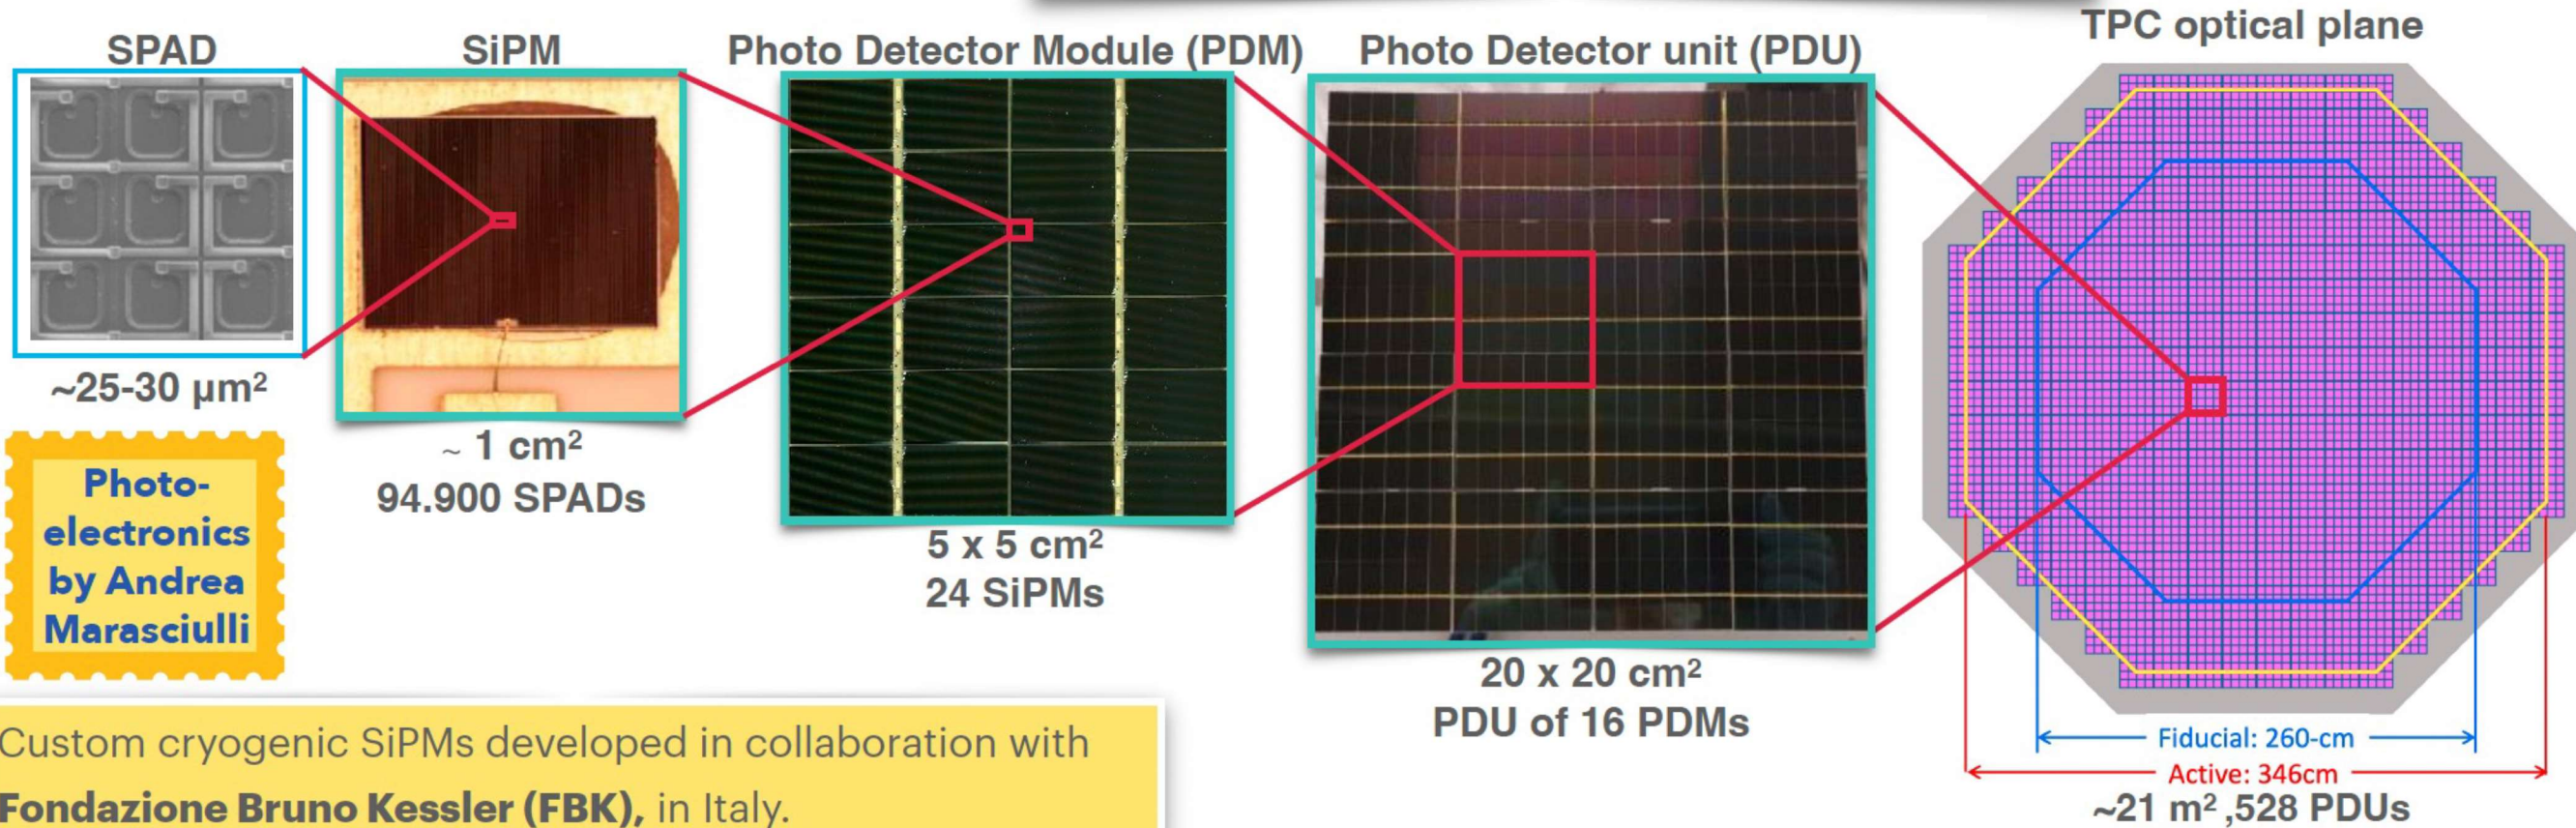 SPAD
~25-30 µm²
SiPM
~ 1 cm²
94.900 SPADs
Photo Detector Module (PDM)
5 x 5 cm²
24 SiPMs
Photo Detector unit (PDU)
20 x 20 cm²
PDU of 16 PDMs
TPC optical plane
Fiducial: 260-cm
Active: 346cm
~21 m² ,528 PDUs
Photo-
electronics
by Andrea
Marasciulli
Custom cryogenic SiPMs developed in collaboration with
Fondazione Bruno Kessler (FBK), in Italy.